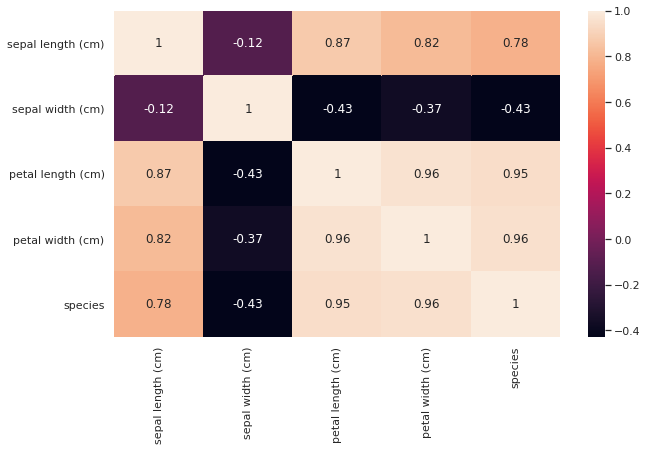 1.0
sepal length (cm) 1 -0.12 0.87 0.82 0.78
0.8
0.6
sepal width (cm) -0.12 1 -0.43 -0.37 -0.43
0.4
petal length (cm) 0.87 -0.43 1 0.96 0.95
0.2
petal width (cm) 0.82 -0.37 0.96 1 0.96
0.0
−0.2
species 0.78 -0.43 0.95 0.96 1
−0.4
sepal length (cm)
sepal width (cm)
petal length (cm)
petal width (cm)
species